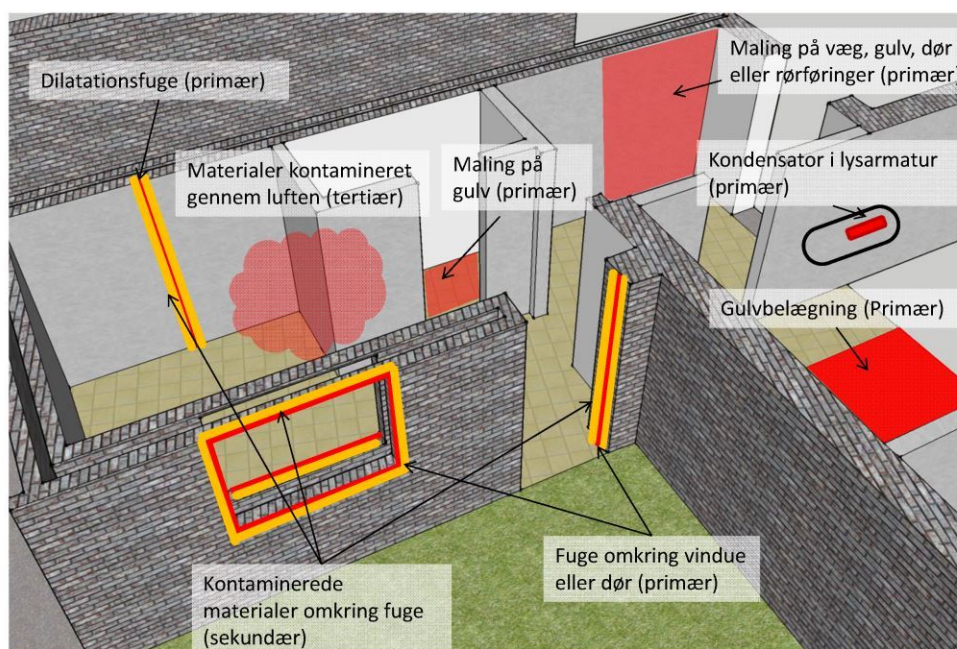 Dilatationsfuge (primær)
Maling på væg, gulv, dør
eller rørføringer (primær)
Materialer kontamineret
gennem luften (tertiær)
Maling på
gulv (primær)
Kondensator i lysarmatur
(primær)
Gulvbelægning (Primær)
Kontaminerede
materialer omkring fuge
(sekundær)
Fuge omkring vindue
eller dør (primær)